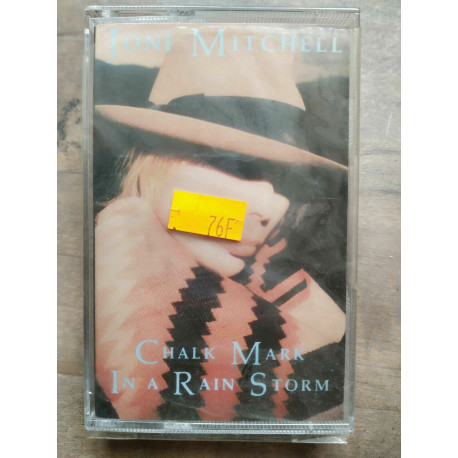 JONI MITCHELL
76F
CHALK MARK
IN A RAIN STORM